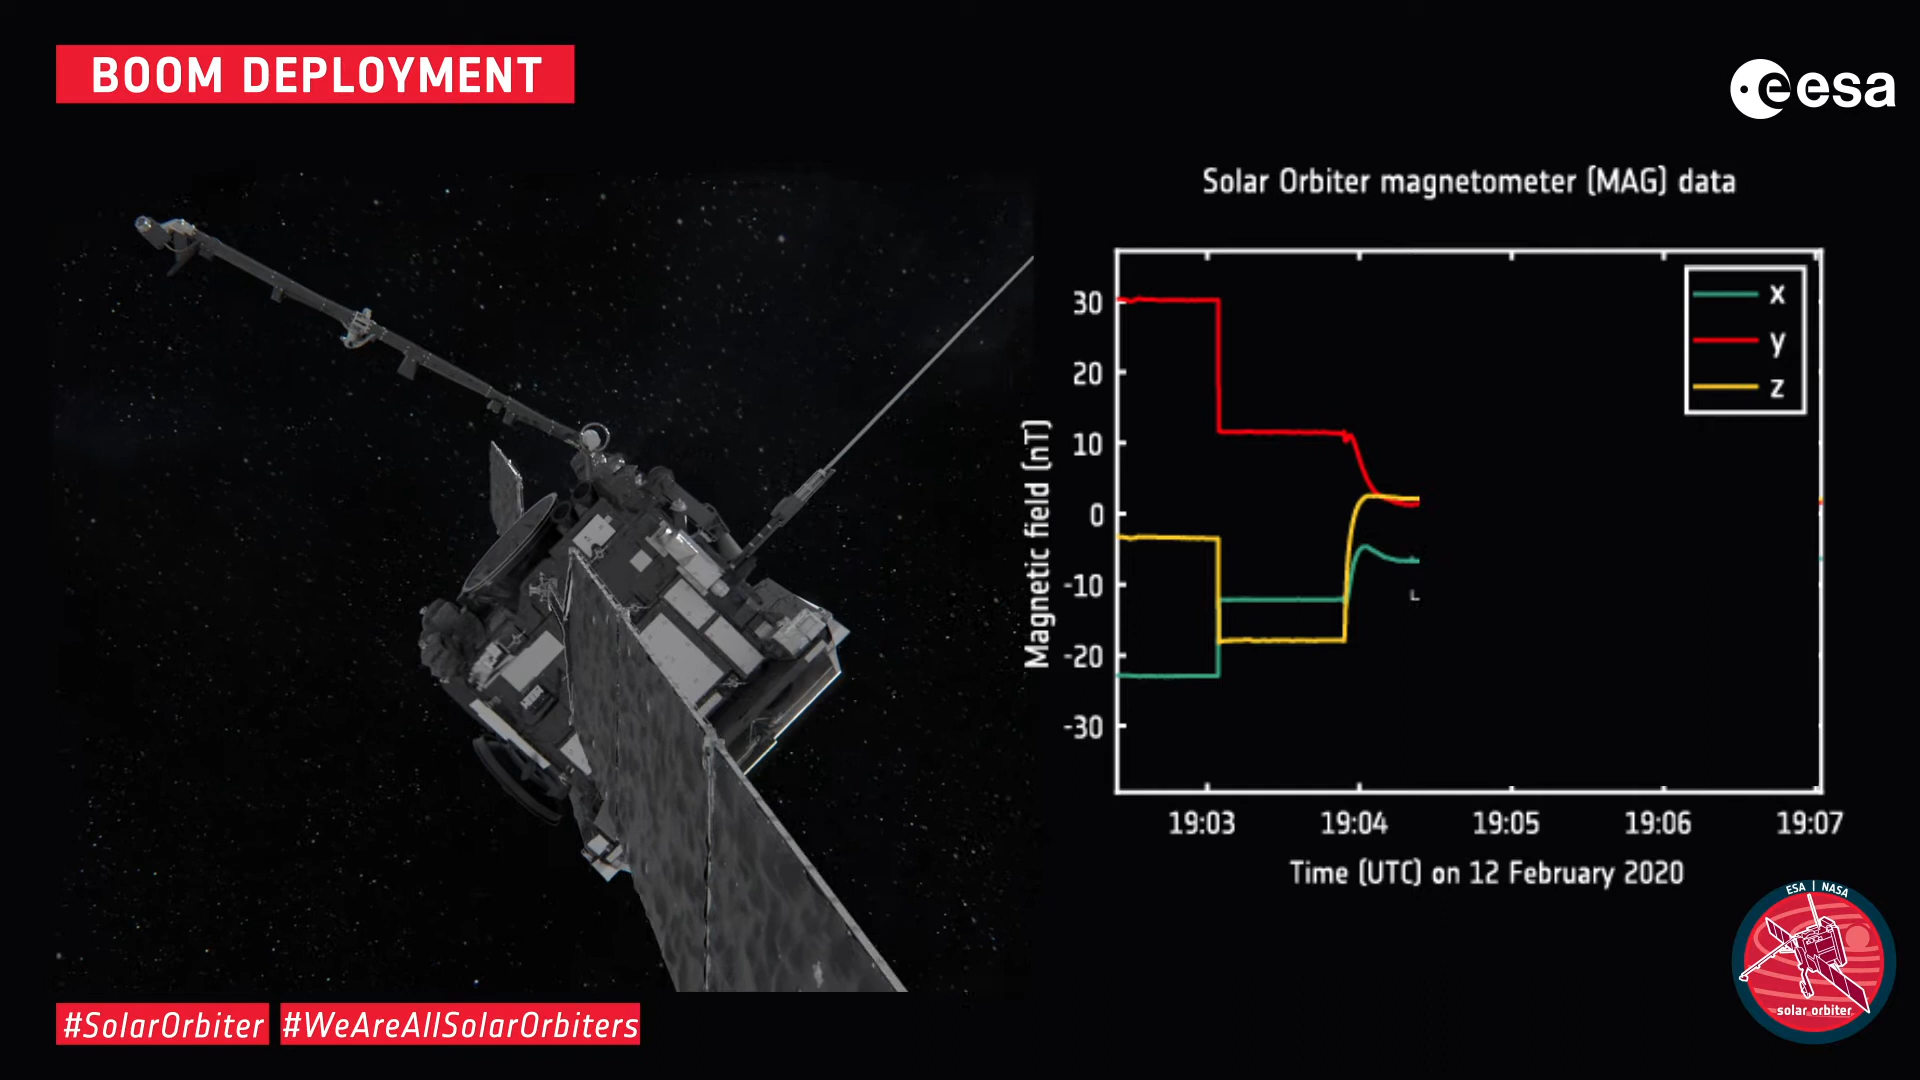 BOOM DEPLOYMENT
esa
Solar Orbiter magnetometer (MAG) data
x
y
z
30
20
10
0
-10
-20
-30
Magnetic field (nT)
19:03 19:04 19:05 19:06 19:07
Time (UTC) on 12 February 2020
ESA | NASA
solar orbiter
#SolarOrbiter #WeAreAllSolarOrbiters